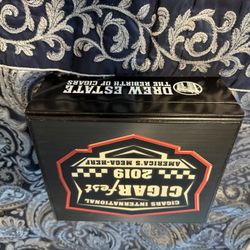 DREW ESTATE
THE REBIRTH OF CIGARS
CIGARS INTERNATIONAL
CIGARfest
2019
AMERICA'S MEGA-HERF